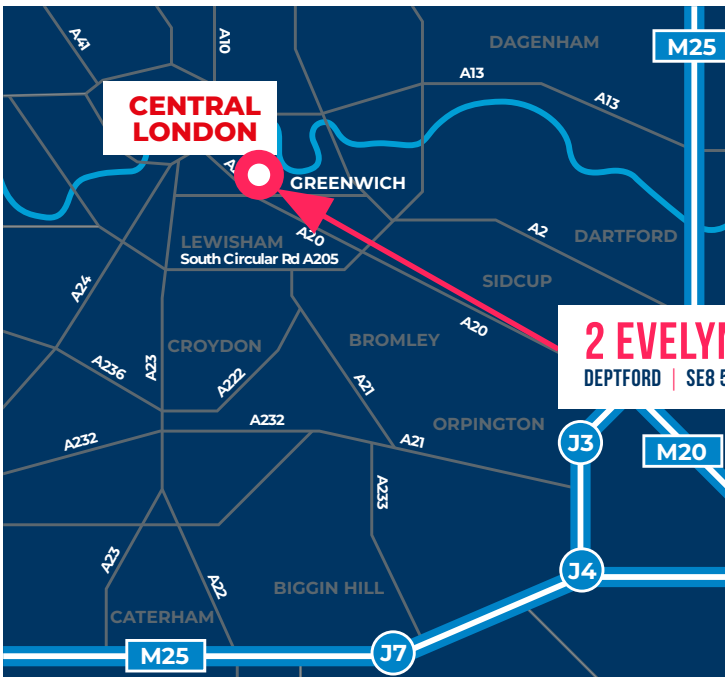 A41
A10
DAGENHAM
M25
A13
A13
CENTRAL
LONDON
GREENWICH
A20
A2
LEWISHAM
DARTFORD
South Circular Rd A205
SIDCUP
A24
A20
2 EVELYN
DEPTFORD | SE8 5
BROMLEY
CROYDON
A23
A236
A222
A21
A232
A232
A21
ORPINGTON
J3
M20
A233
A23
A22
J4
BIGGIN HILL
CATERHAM
M25
J7